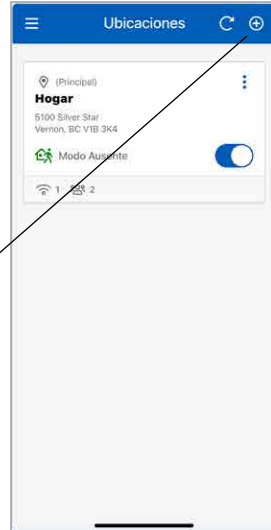 Ubicaciones
(Principal)
Hogar
5100 Silver Star
Vernon, BC V1B 3K4
Modo Ausente
1 2